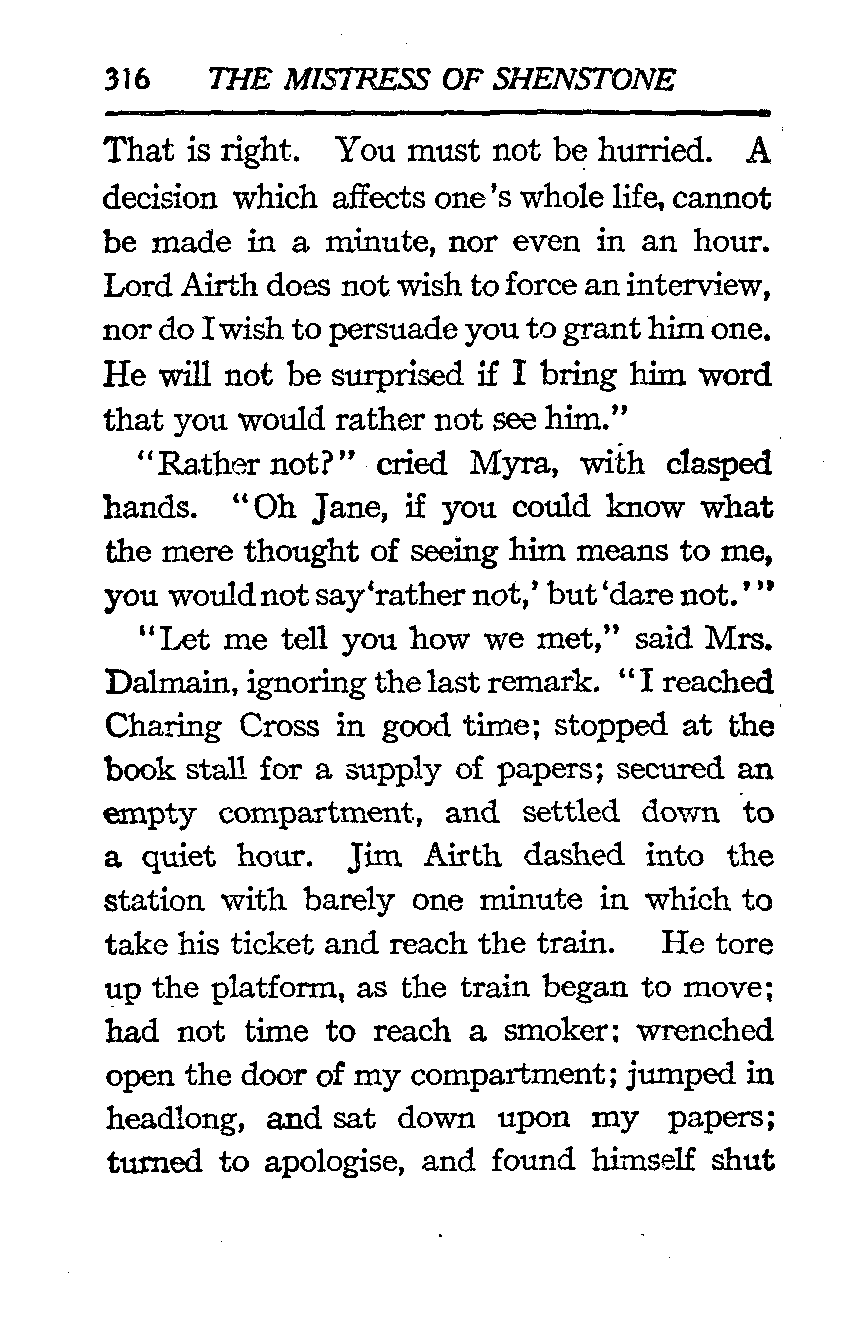 316 THE MISTRESS OF SHENSTONE
That is right. You must not be hurried. A
decision which affects one's whole life, cannot
be made in a minute, nor even in an hour.
Lord Airth does not wish to force an interview,
nor do I wish to persuade you to grant him one.
He will not be surprised if I bring him word
that you would rather not see him."
"Rather not?" cried Myra, with clasped
hands. "Oh Jane, if you could know what
the mere thought of seeing him means to me,
you would not say 'rather not,' but 'dare not.'"
"Let me tell you how we met," said Mrs.
Dalmain, ignoring the last remark. "I reached
Charing Cross in good time; stopped at the
book stall for a supply of papers; secured an
empty compartment, and settled down to
a quiet hour. Jim Airth dashed into the
station with barely one minute in which to
take his ticket and reach the train. He tore
up the platform, as the train began to move;
had not time to reach a smoker; wrenched
open the door of my compartment; jumped in
headlong, and sat down upon my papers;
turned to apologise, and found himself shut